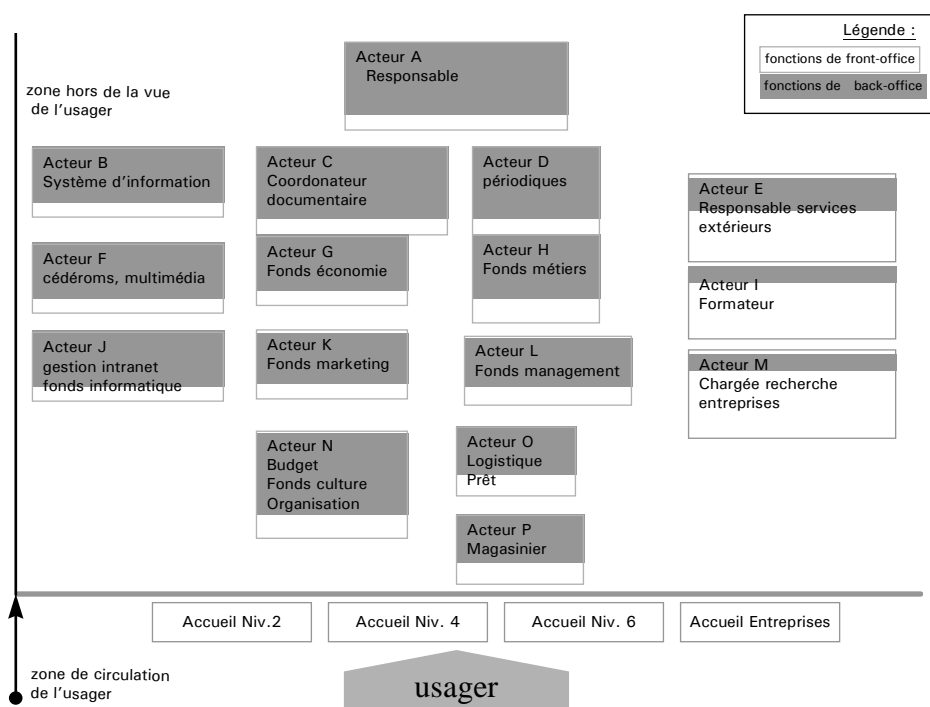 Légende :
fonctions de front-office
fonctions de back-office
zone hors de la vue
de l'usager
Acteur A
Responsable
Acteur B
Système d'information
Acteur C
Coordonateur
documentaire
Acteur D
périodiques
Acteur E
Responsable services
extérieurs
Acteur F
cédéroms, multimédia
Acteur G
Fonds économie
Acteur H
Fonds métiers
Acteur I
Formateur
Acteur J
gestion intranet
fonds informatique
Acteur K
Fonds marketing
Acteur L
Fonds management
Acteur M
Chargée recherche
entreprises
Acteur N
Budget
Fonds culture
Organisation
Acteur O
Logistique
Prêt
Acteur P
Magasinier
Accueil Niv.2
Accueil Niv. 4
Accueil Niv. 6
Accueil Entreprises
zone de circulation
de l'usager
usager